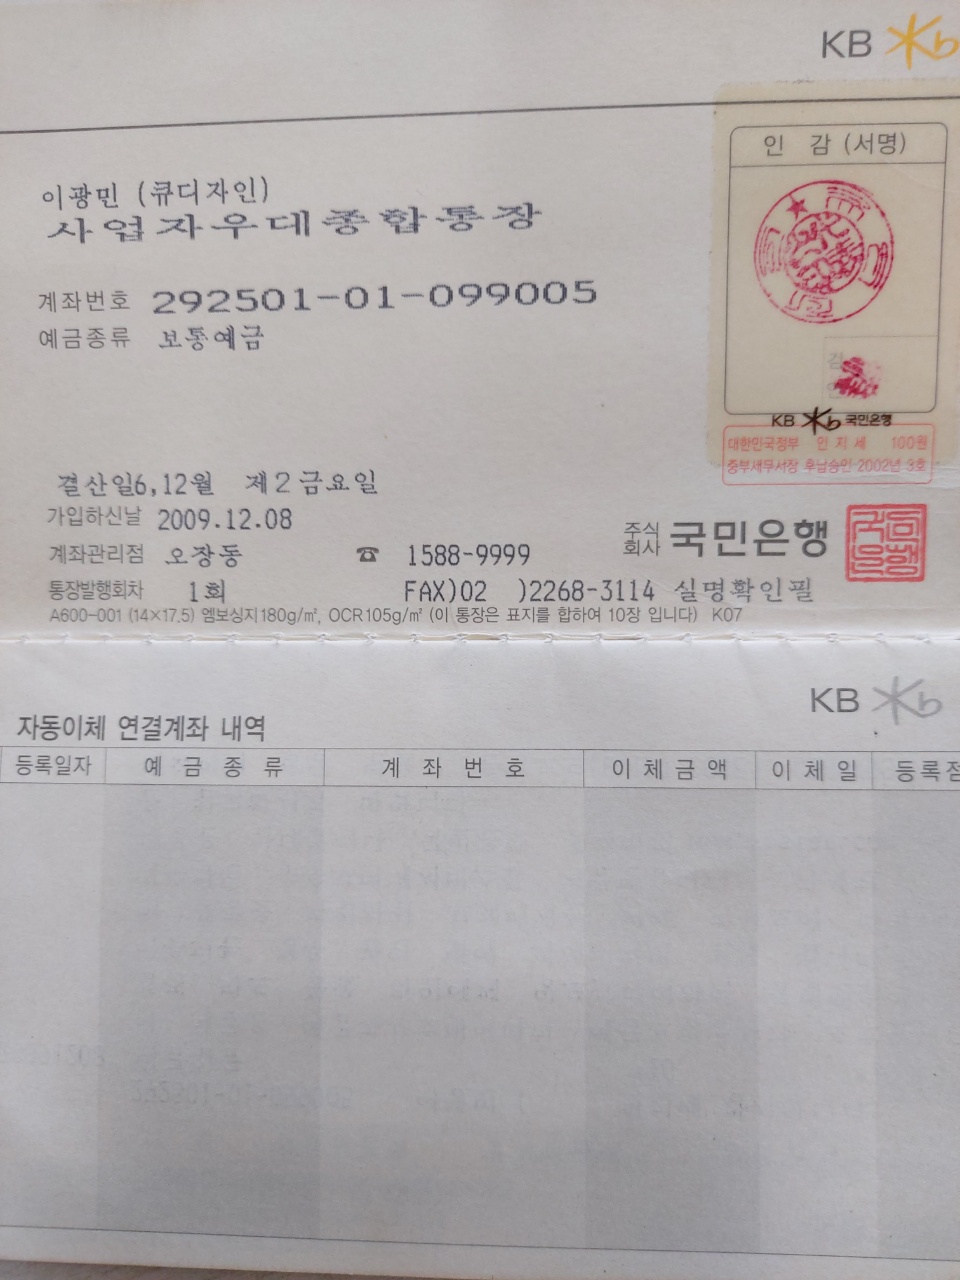 KB
인 감 (서명)
이광민 (큐디자인)
사업자우대종합통장
계좌번호 292501-01-099005
예금종류 보통예금
KB 국민은행
대한민국정부 인지세 100원
중부세무서장 후납승인 2002년 3호
결산일6,12월 제2금요일
가입하신날 2009.12.08
계좌관리점 오장동 ☎ 1588-9999
주식회사 국민은행
통장발행회차 1회 FAX)02 )2268-3114 실명확인필
A600-001 (14×17.5) 엠보싱지180g/㎡, OCR105g/㎡ (이 통장은 표지를 합하여 10장 입니다) K07
KB
자동이체 연결계좌 내역
등록일자 예금종류 계좌번호 이체금액 이체일 등록점